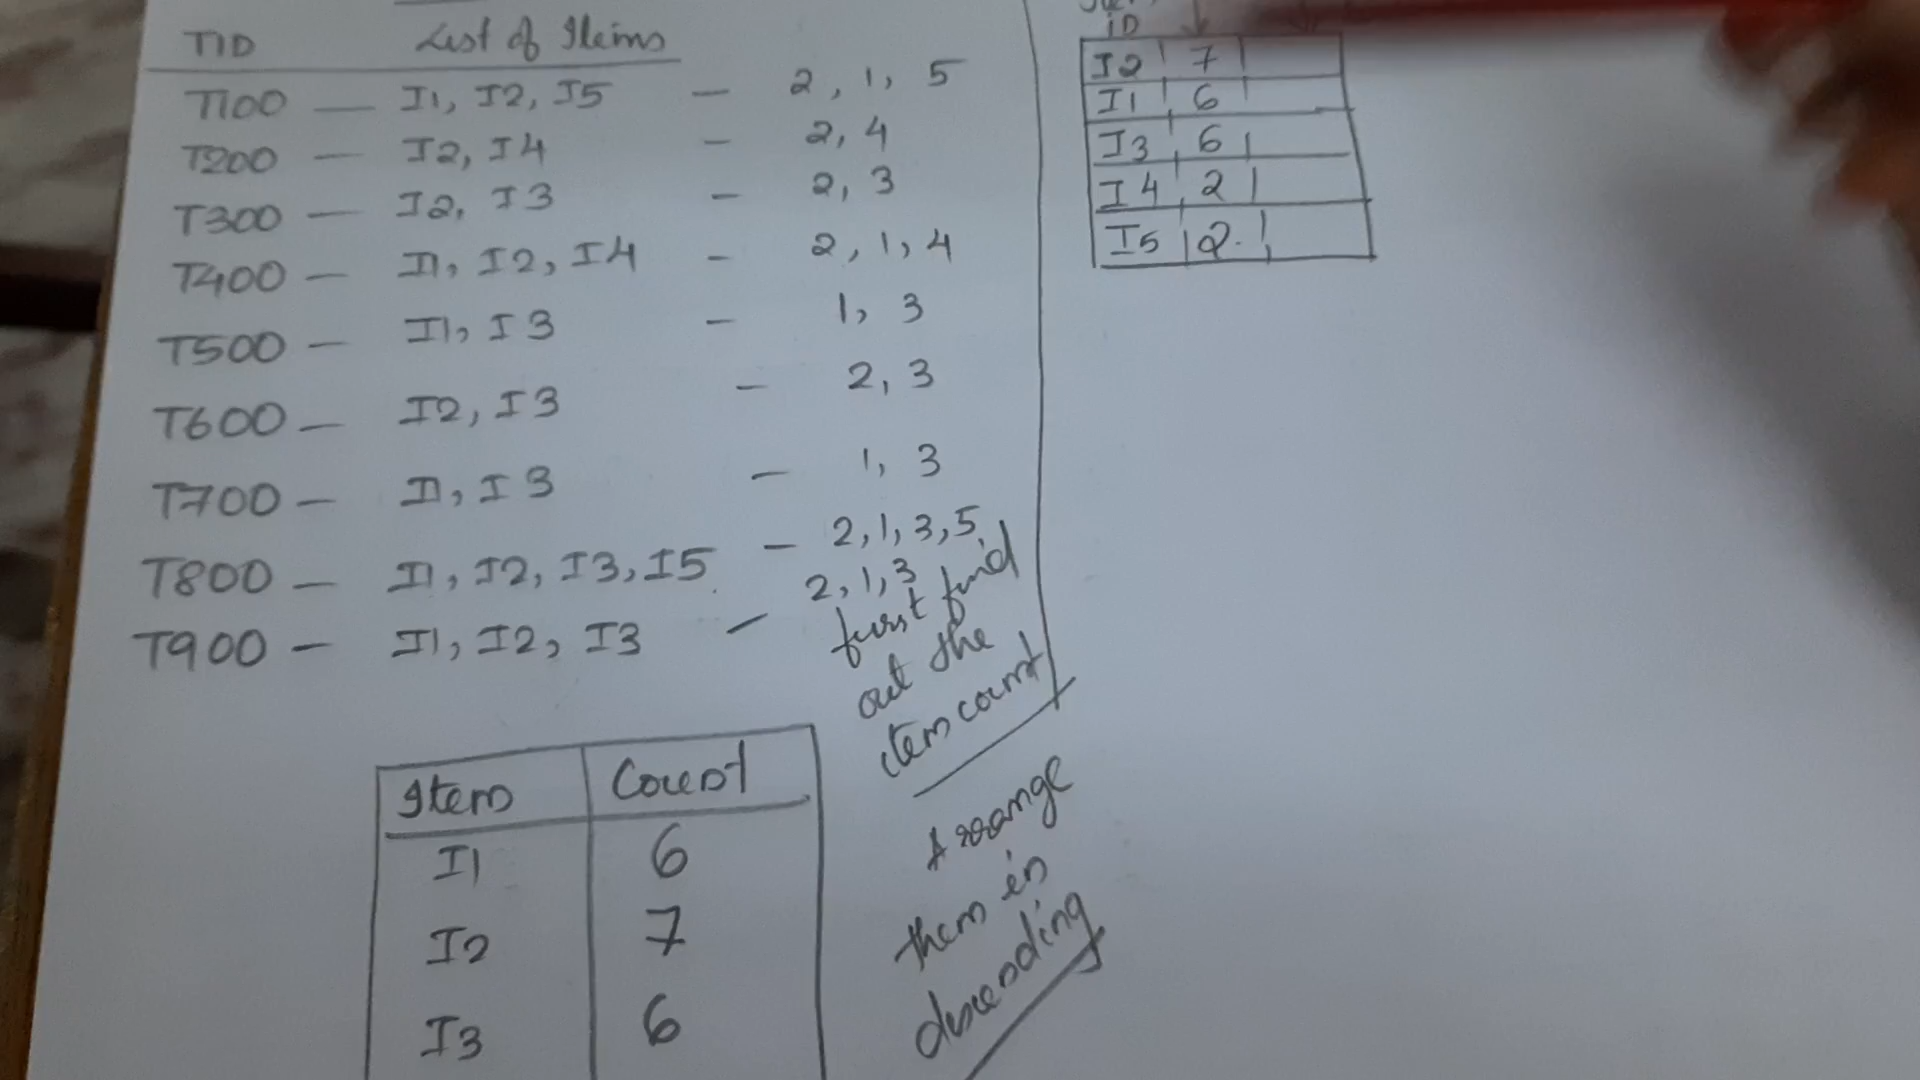 TID List of Items
T100 — I1, I2, I5 — 2, 1, 5
T200 — I2, I4 — 2, 4
T300 — I2, I3 — 2, 3
T400 — I1, I2, I4 — 2, 1, 4
T500 — I1, I3 — 1, 3
T600 — I2, I3 — 2, 3
T700 — I1, I3 — 1, 3
T800 — I1, I2, I3, I5 — 2, 1, 3, 5
T900 — I1, I2, I3 — 2, 1, 3
first find
out the
item count
Arrange
them in
descending
Item Count
I1 6
I2 7
I3 6
ID
I2 7
I1 6
I3 6
I4 2
I5 2